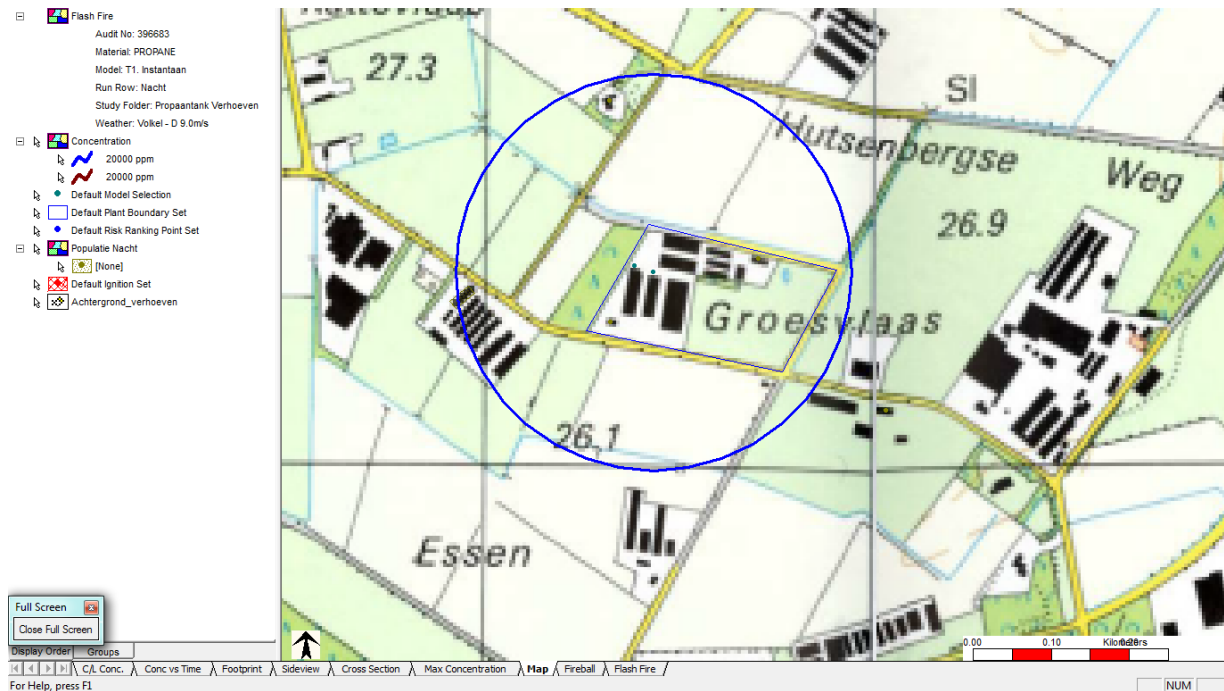 Flash Fire
Audit No: 396683
Material: PROPANE
Model: T1. Instantaan
Run Row: Nacht
Study Folder: Propaantank Verhoeven
Weather: Volkel - D 9.0m/s
Concentration
20000 ppm
20000 ppm
Default Model Selection
Default Plant Boundary Set
Default Risk Ranking Point Set
Populatie Nacht
[None]
Default Ignition Set
Achtergrond_verhoeven
27.3
Sl
Hutsenbergse
Weg
26.9
Groesvlaas
26.1
Essen
Full Screen
Close Full Screen
0.00 0.10 Kilometers
Display Order Groups
C/L Conc. Conc vs Time Footprint Sideview Cross Section Max Concentration Map Fireball Flash Fire
For Help, press F1 NUM